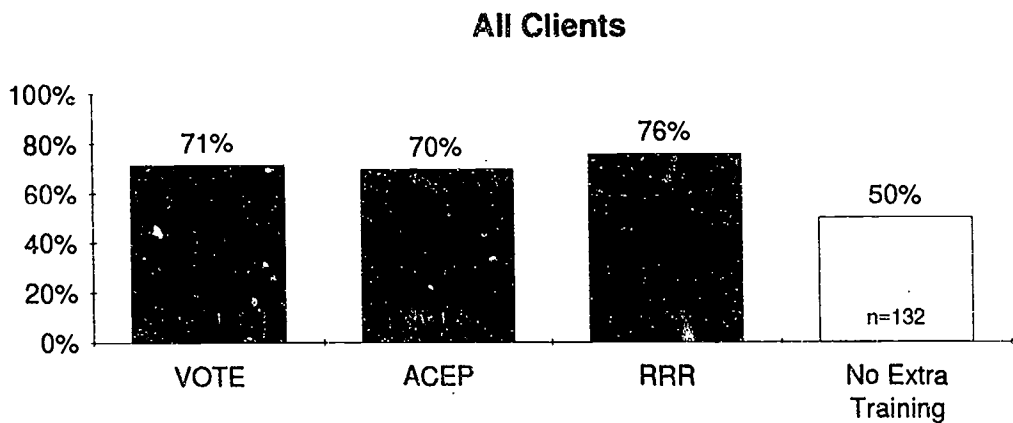 All Clients
100%
80%
60%
40%
20%
0%
71%
70%
76%
50%
n=132
VOTE
ACEP
RRR
No Extra
Training